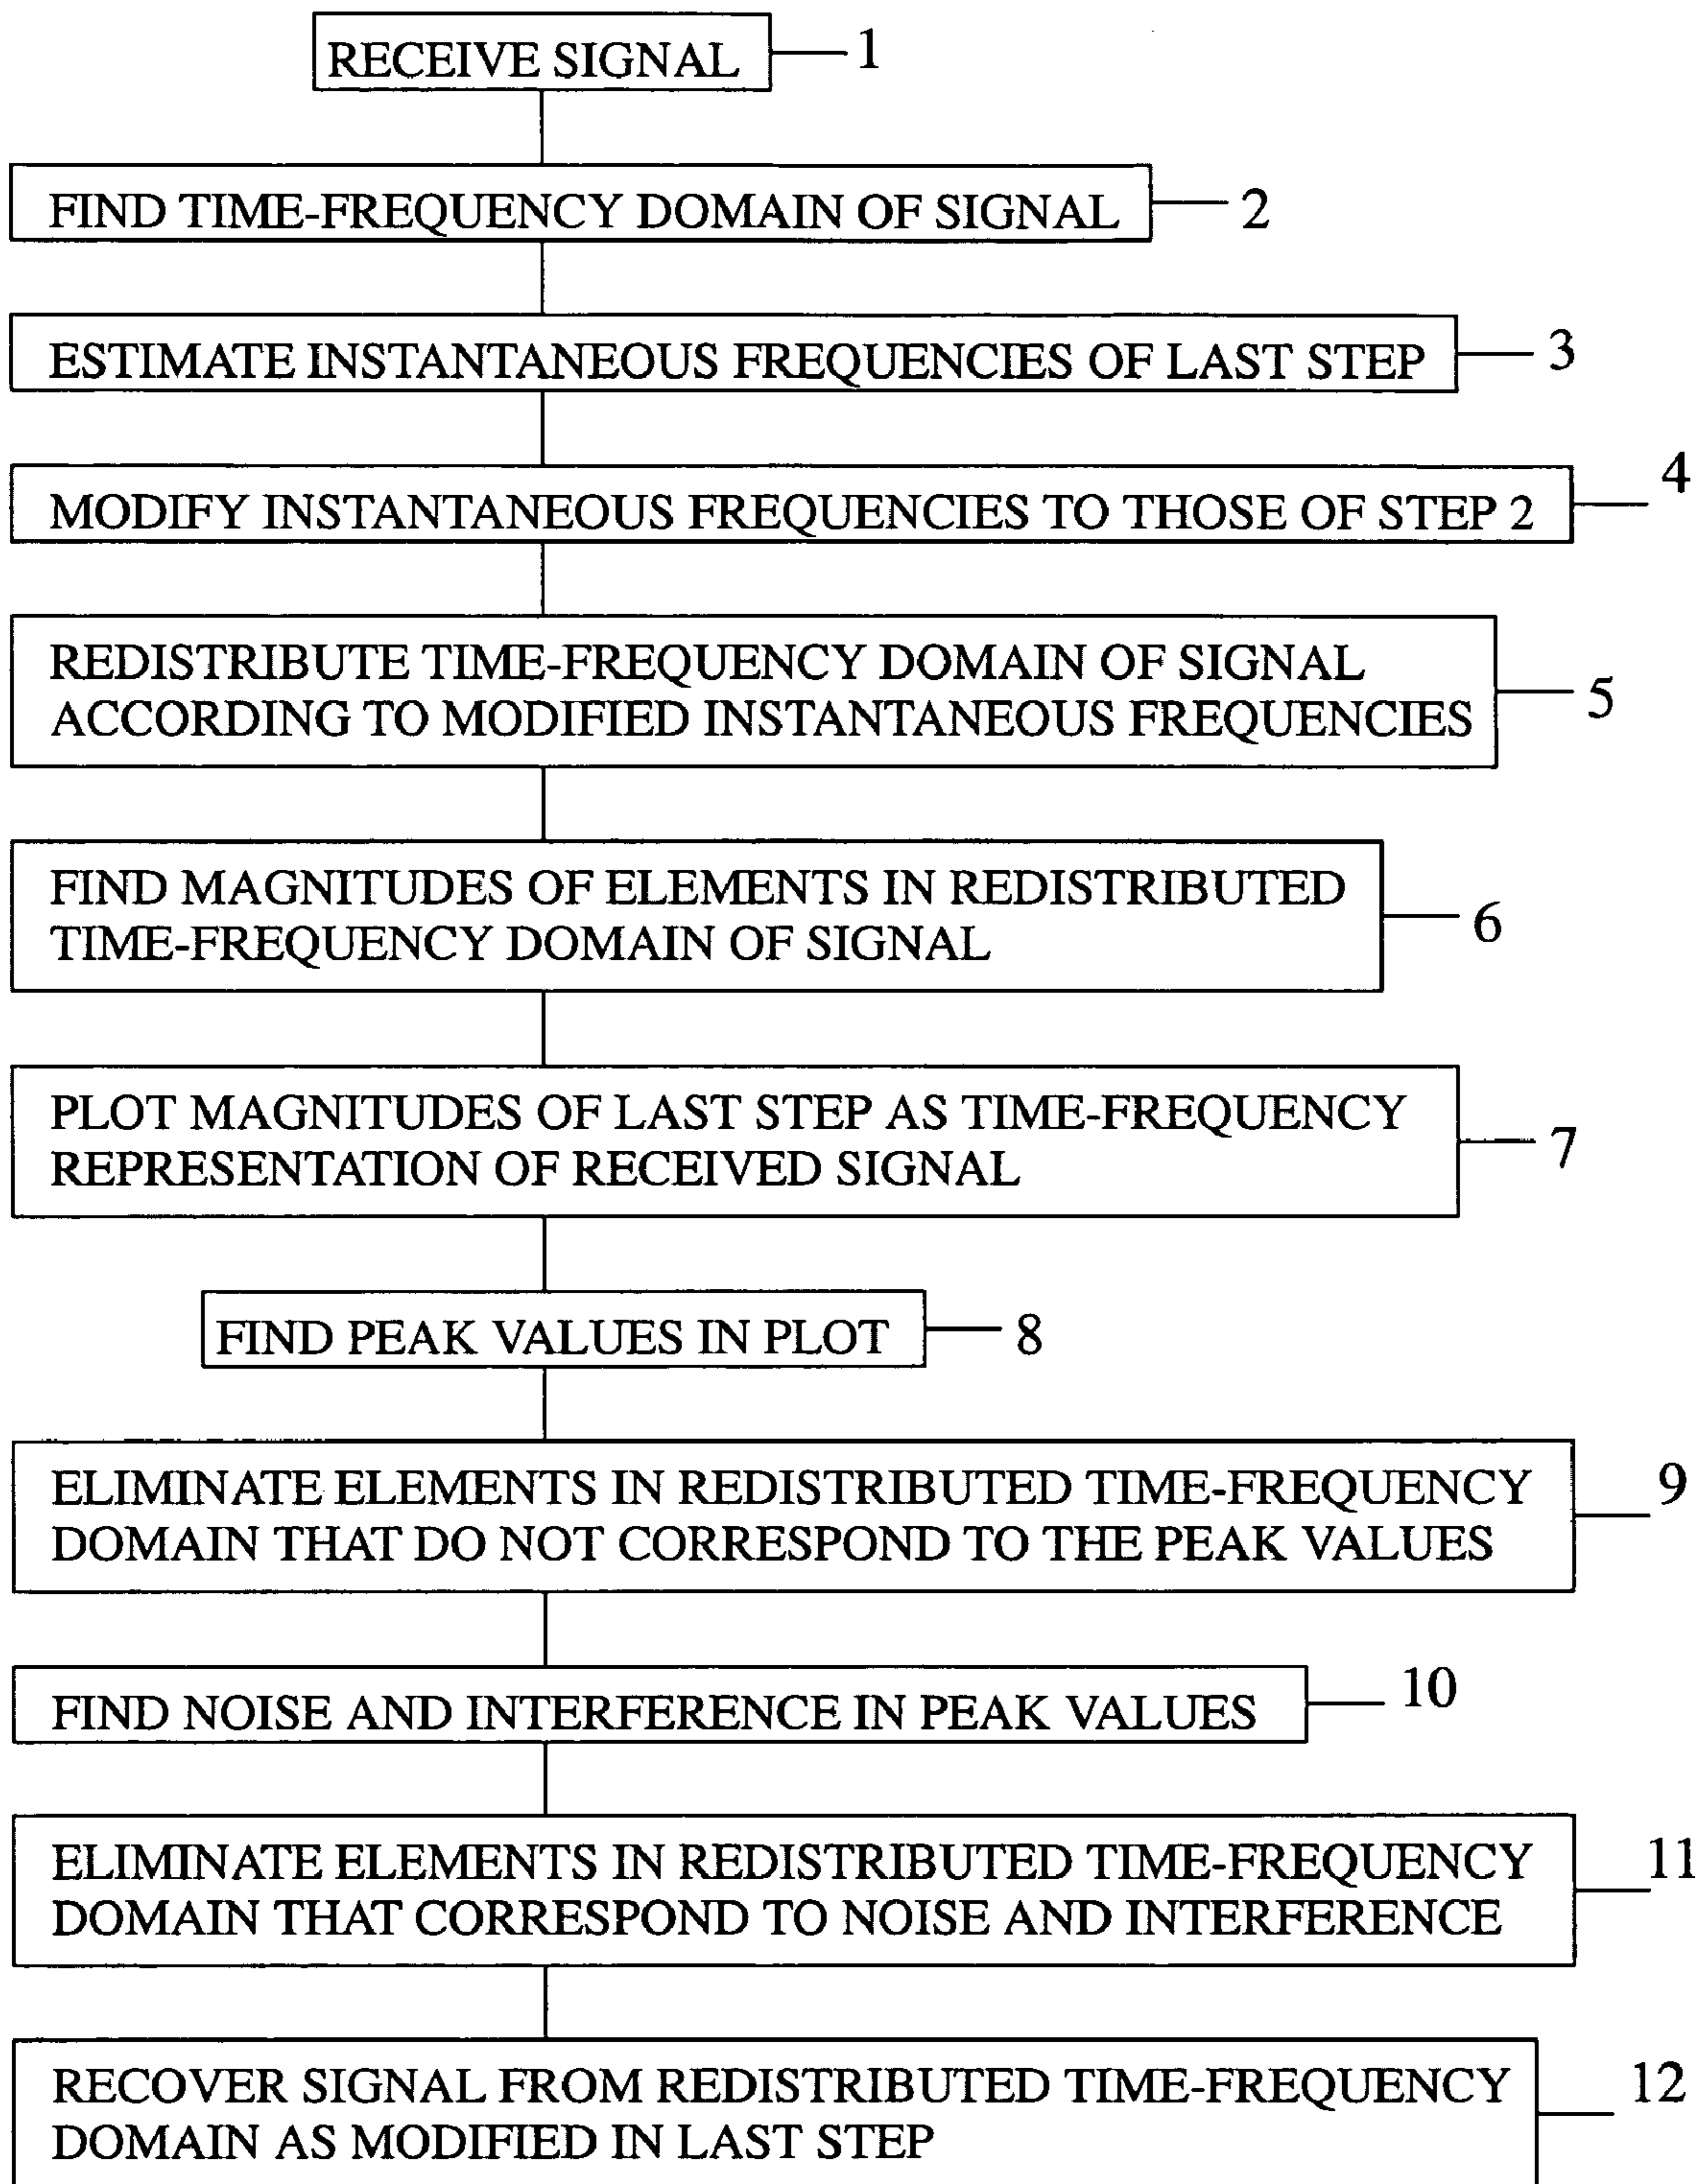 RECEIVE SIGNAL 1
FIND TIME-FREQUENCY DOMAIN OF SIGNAL 2
ESTIMATE INSTANTANEOUS FREQUENCIES OF LAST STEP 3
MODIFY INSTANTANEOUS FREQUENCIES TO THOSE OF STEP 2 4
REDISTRIBUTE TIME-FREQUENCY DOMAIN OF SIGNAL
ACCORDING TO MODIFIED INSTANTANEOUS FREQUENCIES 5
FIND MAGNITUDES OF ELEMENTS IN REDISTRIBUTED
TIME-FREQUENCY DOMAIN OF SIGNAL 6
PLOT MAGNITUDES OF LAST STEP AS TIME-FREQUENCY
REPRESENTATION OF RECEIVED SIGNAL 7
FIND PEAK VALUES IN PLOT 8
ELIMINATE ELEMENTS IN REDISTRIBUTED TIME-FREQUENCY 9
DOMAIN THAT DO NOT CORRESPOND TO THE PEAK VALUES
FIND NOISE AND INTERFERENCE IN PEAK VALUES 10
ELIMINATE ELEMENTS IN REDISTRIBUTED TIME-FREQUENCY 11
DOMAIN THAT CORRESPOND TO NOISE AND INTERFERENCE
RECOVER SIGNAL FROM REDISTRIBUTED TIME-FREQUENCY 12
DOMAIN AS MODIFIED IN LAST STEP